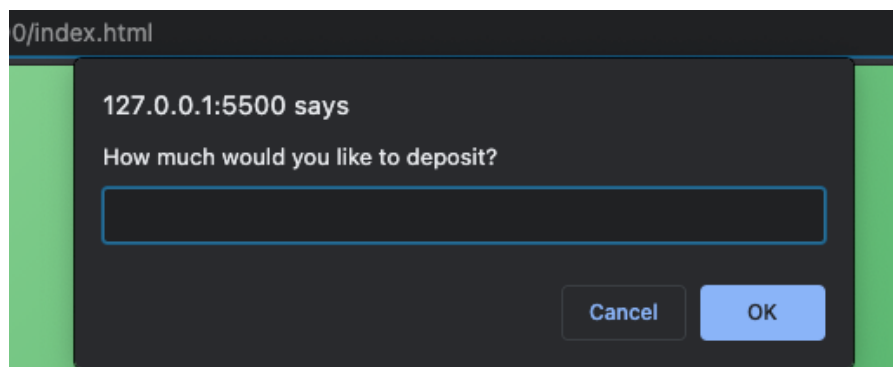 0/index.html
127.0.0.1:5500 says
How much would you like to deposit?
Cancel
OK